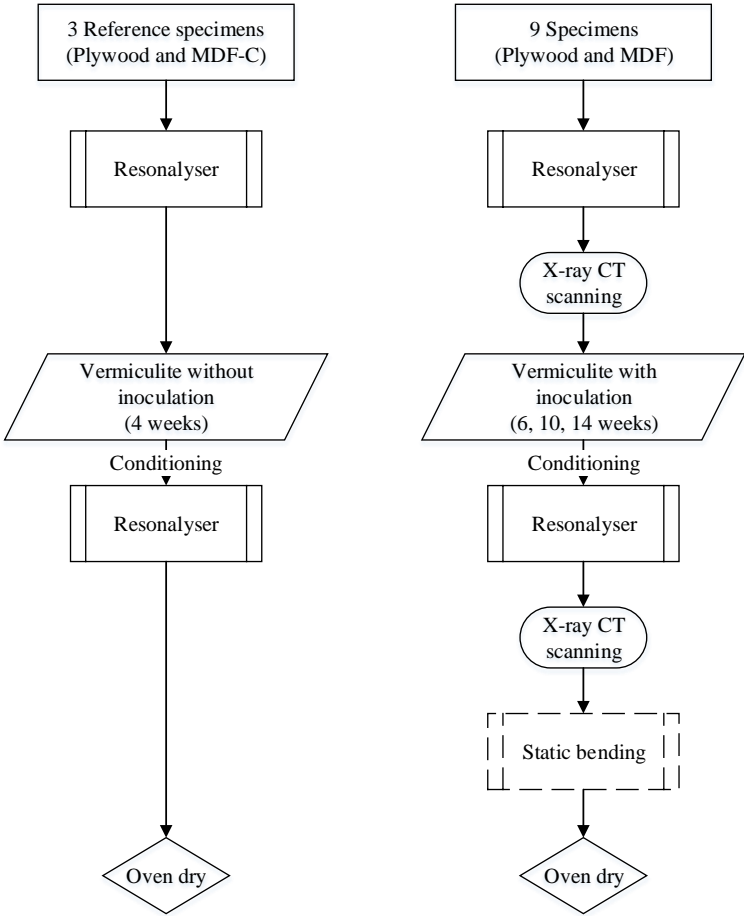 3 Reference specimens
(Plywood and MDF-C)
Resonalyser
Vermiculite without
inoculation
(4 weeks)
Conditioning
Resonalyser
Oven dry
9 Specimens
(Plywood and MDF)
Resonalyser
X-ray CT
scanning
Vermiculite with
inoculation
(6, 10, 14 weeks)
Conditioning
Resonalyser
X-ray CT
scanning
Static bending
Oven dry